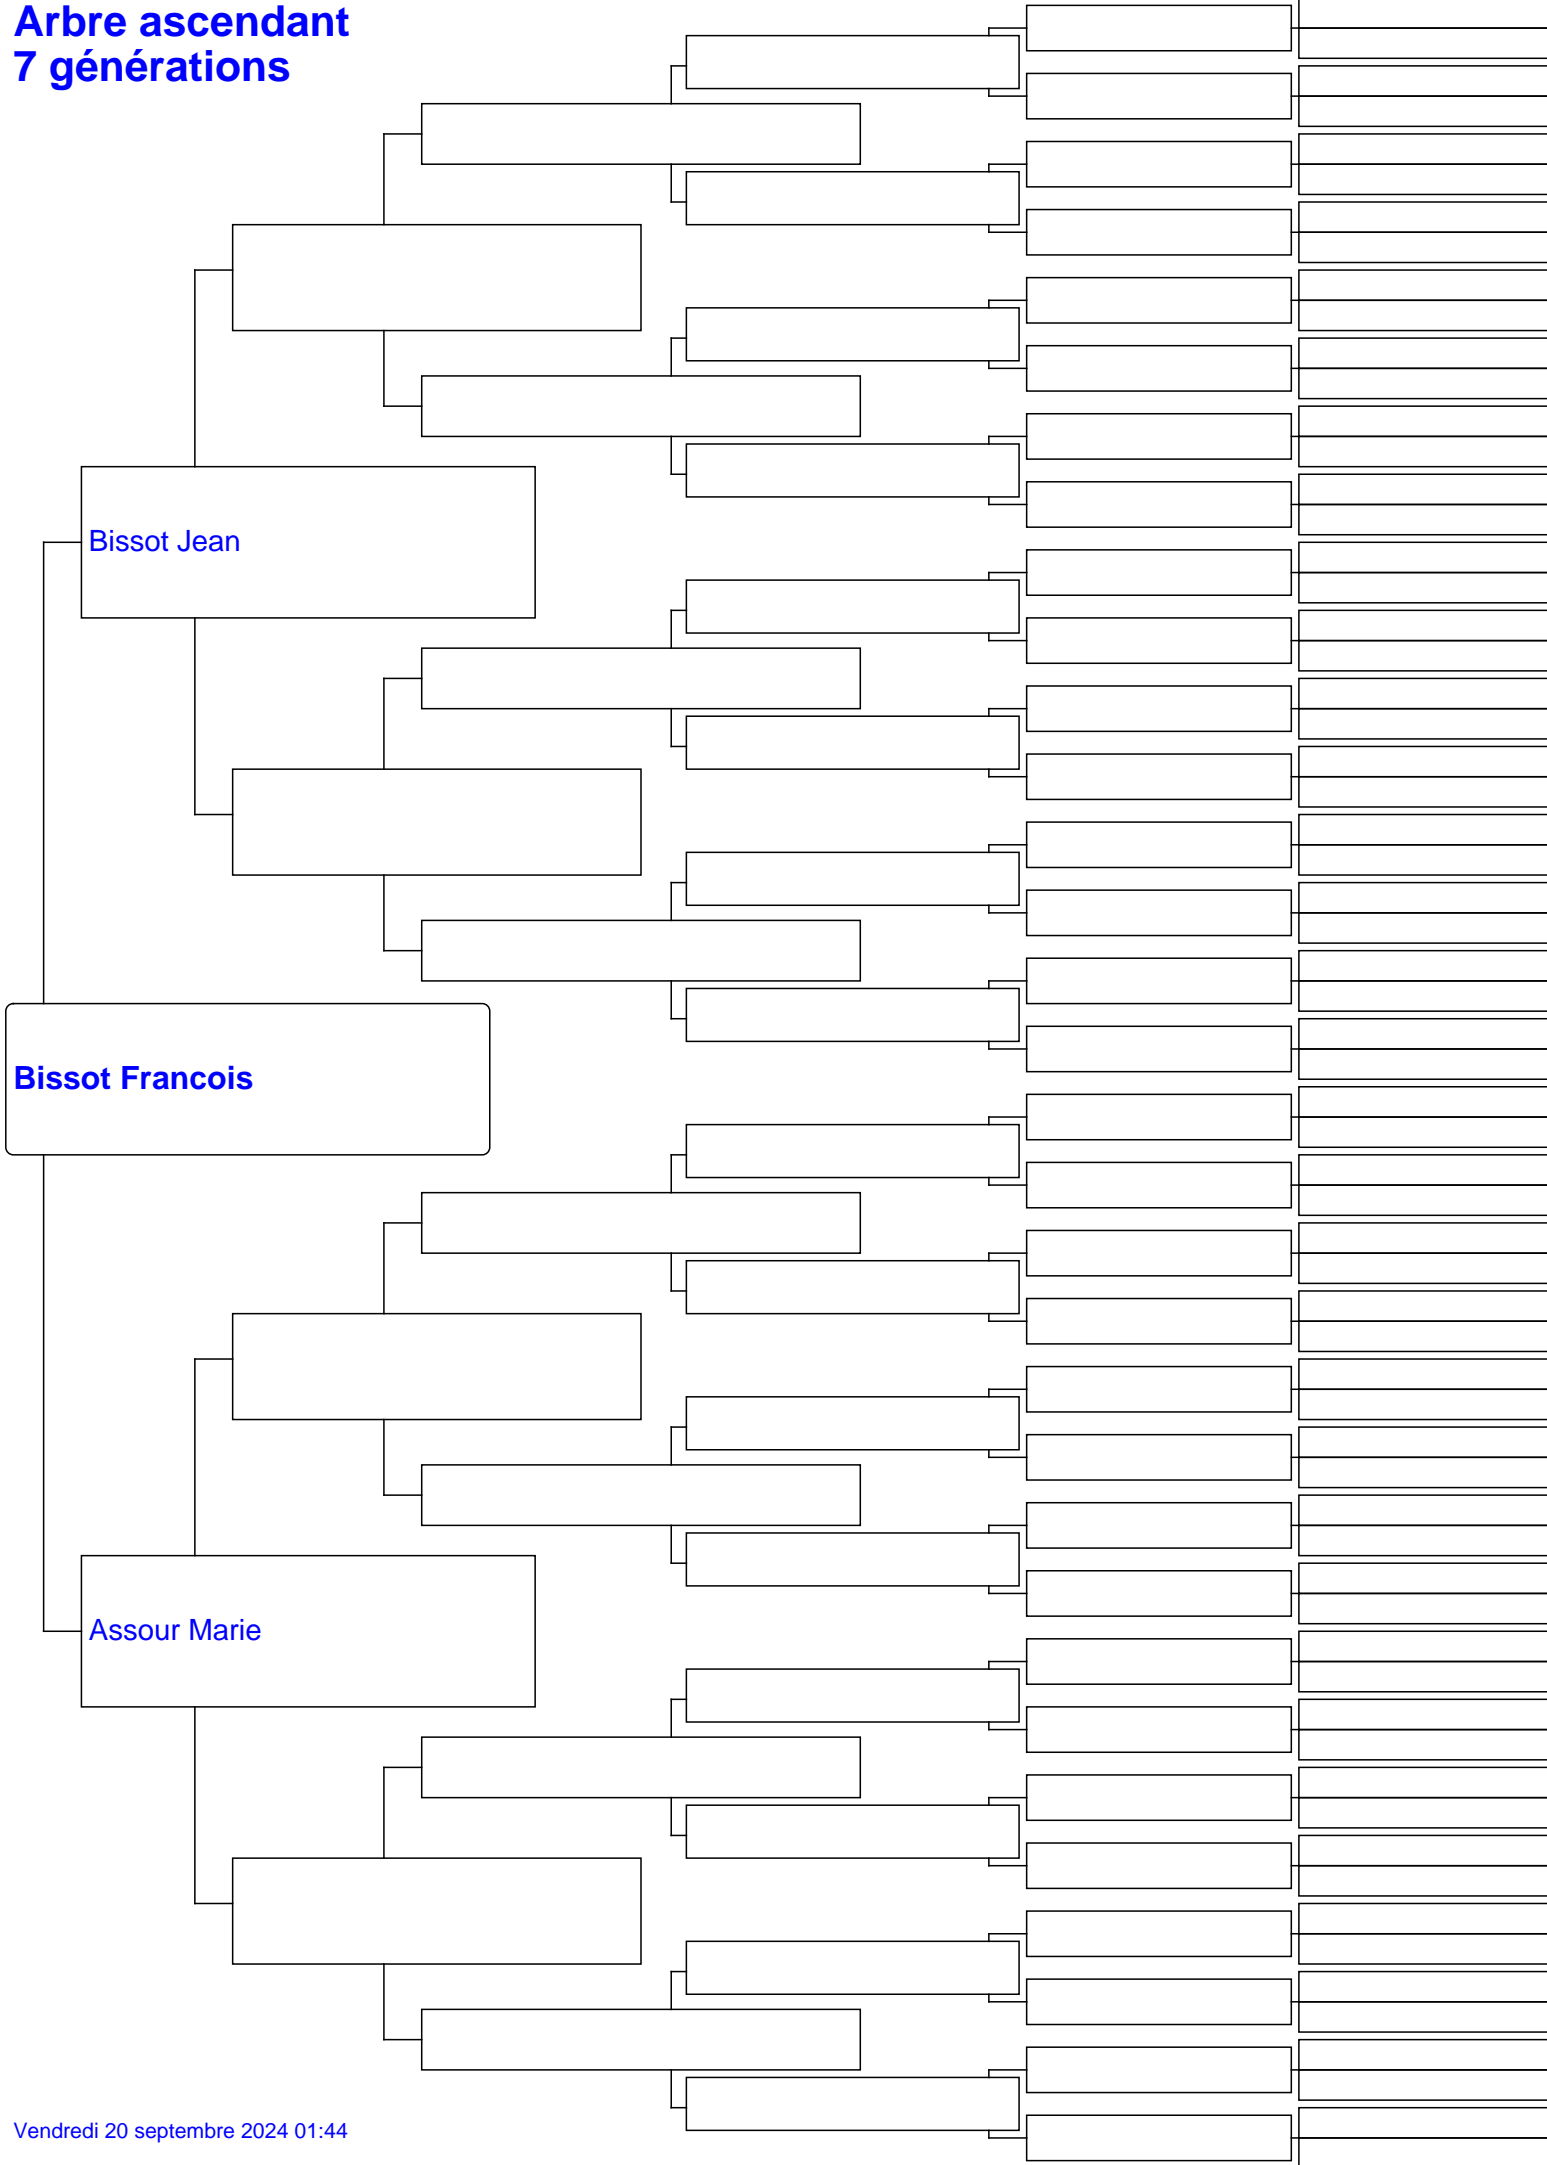 Arbre ascendant
7 générations
Bissot Jean
Bissot Francois
Assour Marie
Vendredi 20 septembre 2024 01:44